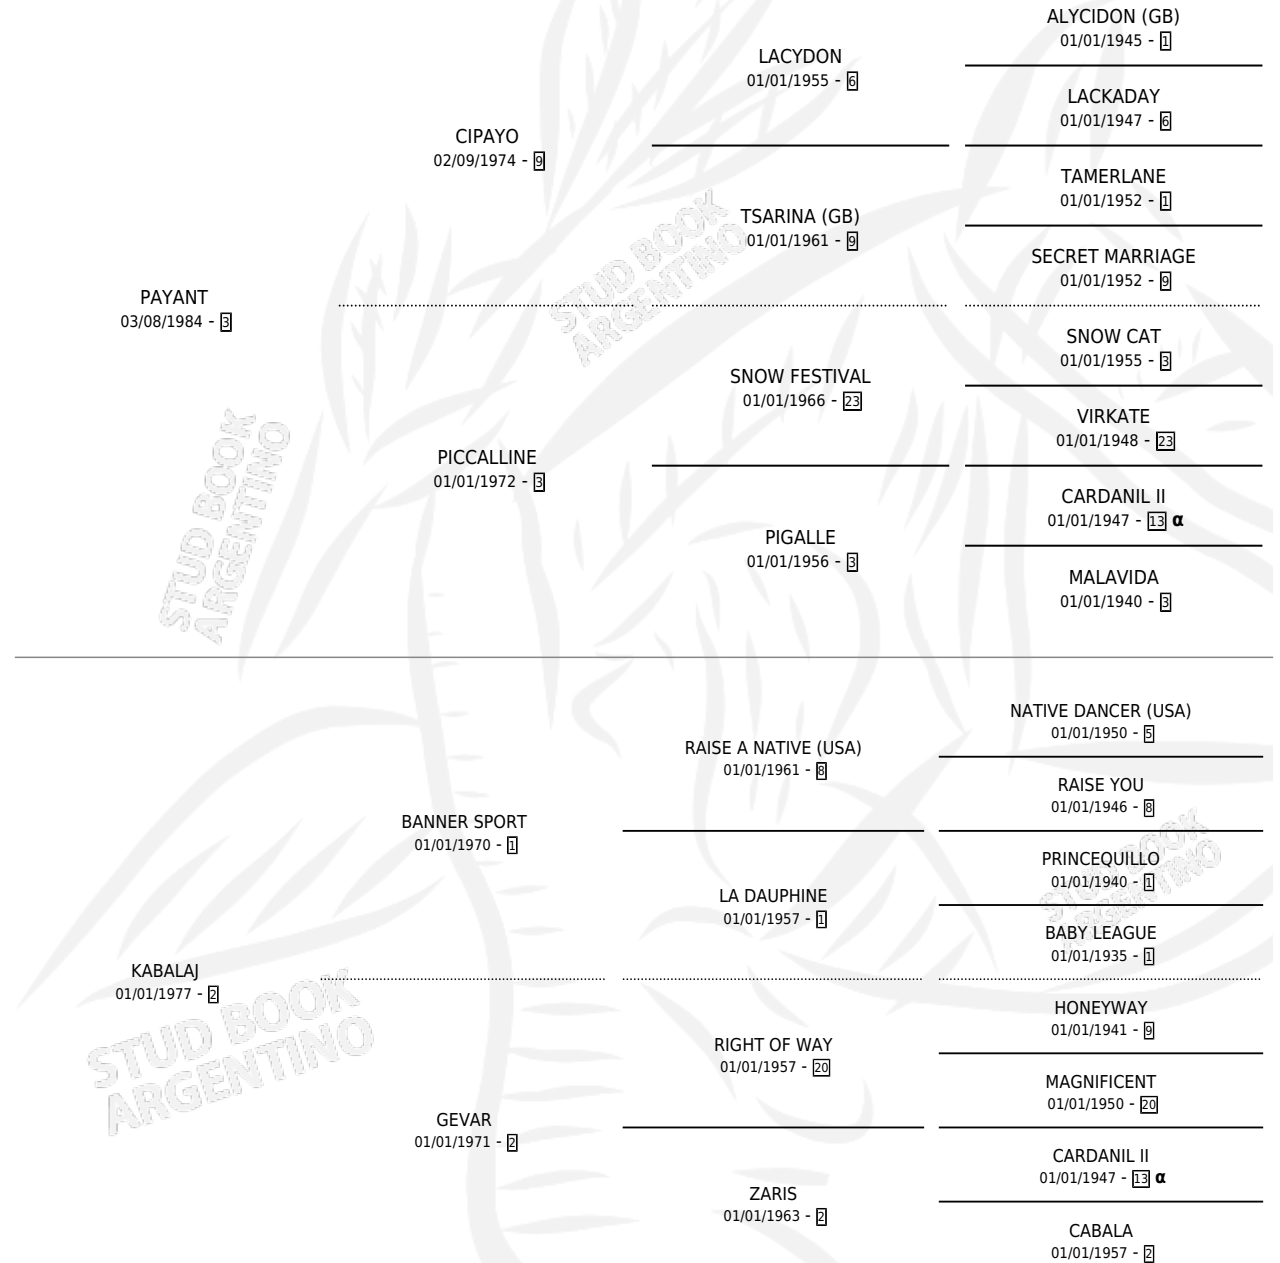 ALYCIDON (GB)
01/01/1945 - 1
LACYDON
01/01/1955 - 6
LACKADAY
01/01/1947 - 6
CIPAYO
02/09/1974 - 9
TAMERLANE
01/01/1952 - 1
TSARINA (GB)
01/01/1961 - 9
SECRET MARRIAGE
01/01/1952 - 9
PAYANT
03/08/1984 - 3
SNOW CAT
01/01/1955 - 3
SNOW FESTIVAL
01/01/1966 - 23
VIRKATE
01/01/1948 - 23
PICCALLINE
01/01/1972 - 3
CARDANIL II
01/01/1947 - 13 α
PIGALLE
01/01/1956 - 3
MALAVIDA
01/01/1940 - 3
STUD BOOK
ARGENTINO
STUD BOOK
ARGENTINO
NATIVE DANCER (USA)
01/01/1950 - 5
RAISE A NATIVE (USA)
01/01/1961 - 8
RAISE YOU
01/01/1946 - 8
BANNER SPORT
01/01/1970 - 1
PRINCEQUILLO
01/01/1940 - 1
LA DAUPHINE
01/01/1957 - 1
BABY LEAGUE
01/01/1935 - 1
KABALAJ
01/01/1977 - 2
HONEYWAY
01/01/1941 - 9
RIGHT OF WAY
01/01/1957 - 20
MAGNIFICENT
01/01/1950 - 20
GEVAR
01/01/1971 - 2
CARDANIL II
01/01/1947 - 13 α
ZARIS
01/01/1963 - 2
CABALA
01/01/1957 - 2
STUD BOOK
ARGENTINO
STUD BOOK
ARGENTINO